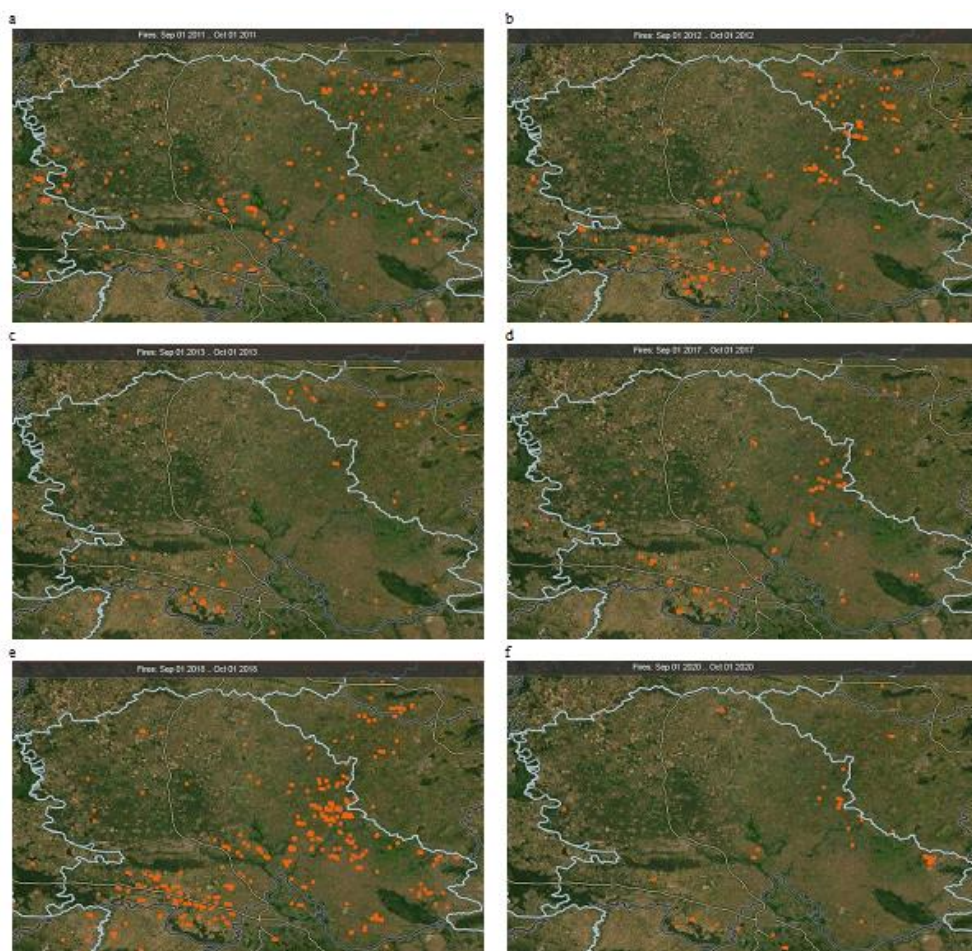 a
Fires: Sep 01 2011 .. Oct 01 2011
b
Fires: Sep 01 2012 .. Oct 01 2012
c
Fires: Sep 01 2013 .. Oct 01 2013
d
Fires: Sep 01 2017 .. Oct 01 2017
e
Fires: Sep 01 2018 .. Oct 01 2018
f
Fires: Sep 01 2020 .. Oct 01 2020